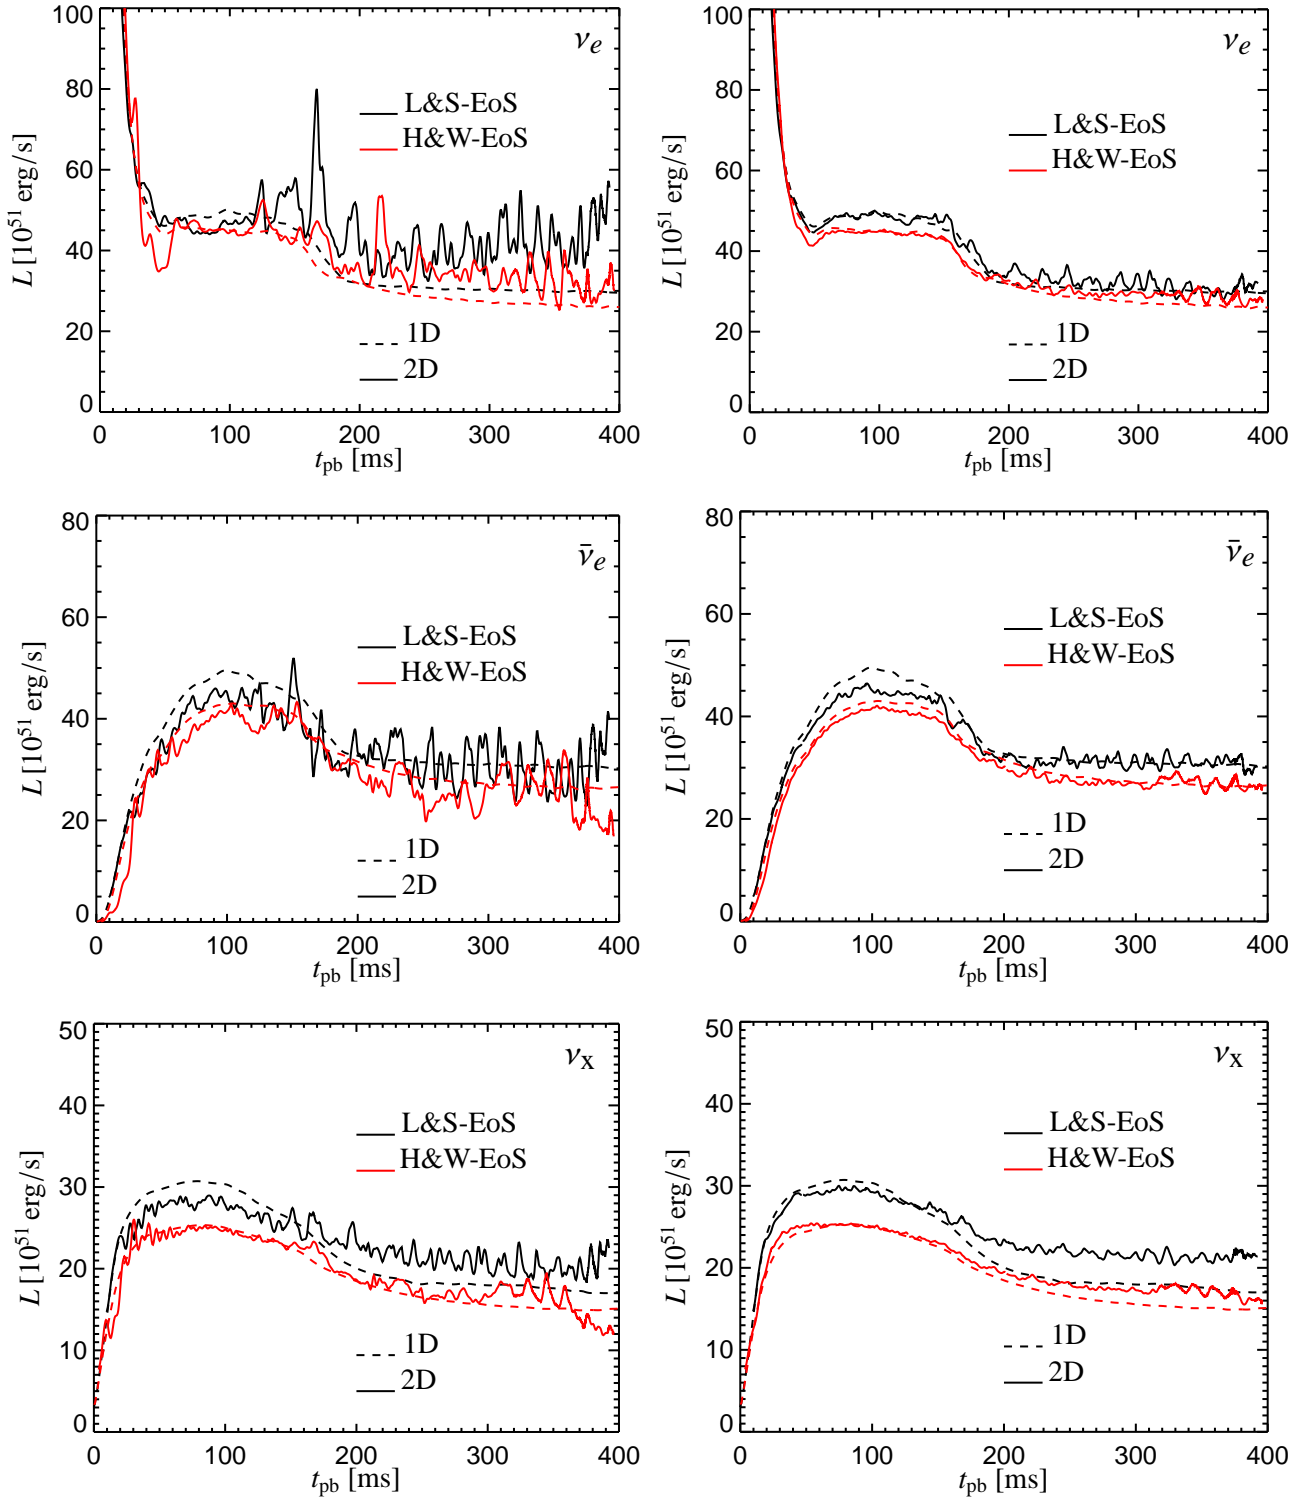 100
80
60
40
20
0
L [10^51 erg/s]
ν_e
L&S-EoS
H&W-EoS
1D
2D
0 100 200 300 400
t_pb [ms]
100
80
60
40
20
0
L [10^51 erg/s]
ν_e
L&S-EoS
H&W-EoS
1D
2D
0 100 200 300 400
t_pb [ms]
80
60
40
20
0
L [10^51 erg/s]
ν̄_e
L&S-EoS
H&W-EoS
1D
2D
0 100 200 300 400
t_pb [ms]
80
60
40
20
0
L [10^51 erg/s]
ν̄_e
L&S-EoS
H&W-EoS
1D
2D
0 100 200 300 400
t_pb [ms]
50
40
30
20
10
0
L [10^51 erg/s]
ν_x
L&S-EoS
H&W-EoS
1D
2D
0 100 200 300 400
t_pb [ms]
50
40
30
20
10
0
L [10^51 erg/s]
ν_x
L&S-EoS
H&W-EoS
1D
2D
0 100 200 300 400
t_pb [ms]